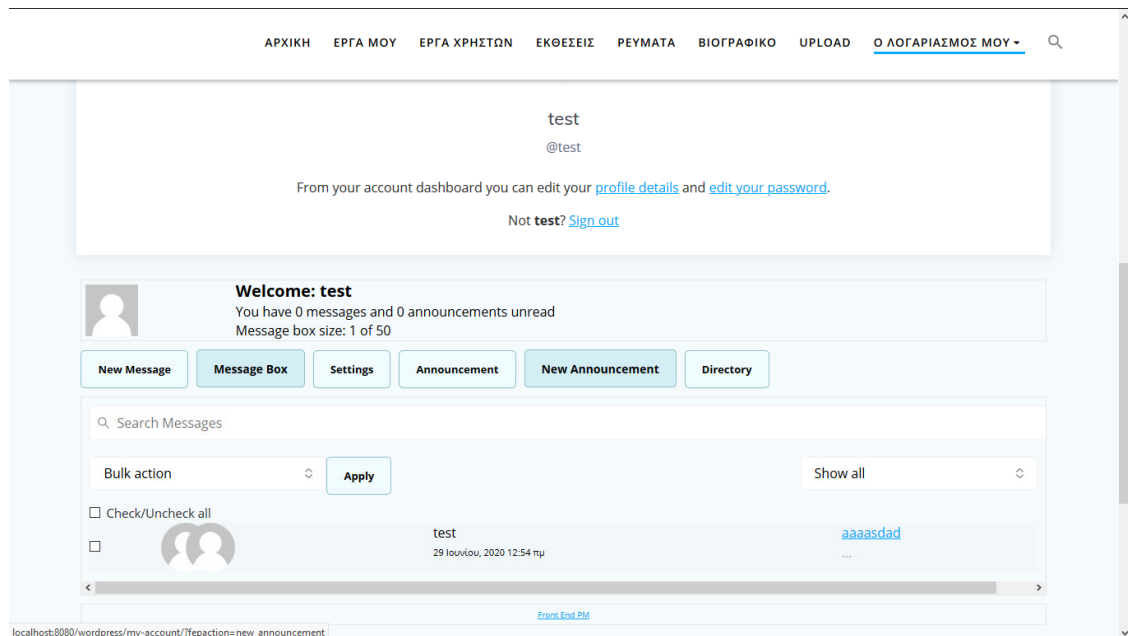 ΑΡΧΙΚΗ ΕΡΓΑ ΜΟΥ ΕΡΓΑ ΧΡΗΣΤΩΝ ΕΚΘΕΣΕΙΣ ΡΕΥΜΑΤΑ ΒΙΟΓΡΑΦΙΚΟ UPLOAD Ο ΛΟΓΑΡΙΑΣΜΟΣ ΜΟΥ
test
@test
From your account dashboard you can edit your profile details and edit your password.
Not test? Sign out
Welcome: test
You have 0 messages and 0 announcements unread
Message box size: 1 of 50
New Message Message Box Settings Announcement New Announcement Directory
Search Messages
Bulk action Apply Show all
Check/Uncheck all
test aaaasdad
29 Ιουνίου, 2020 12:54 πμ ...
Front End PM
localhost:8080/wordpress/my-account/?fepaction=new_announcement